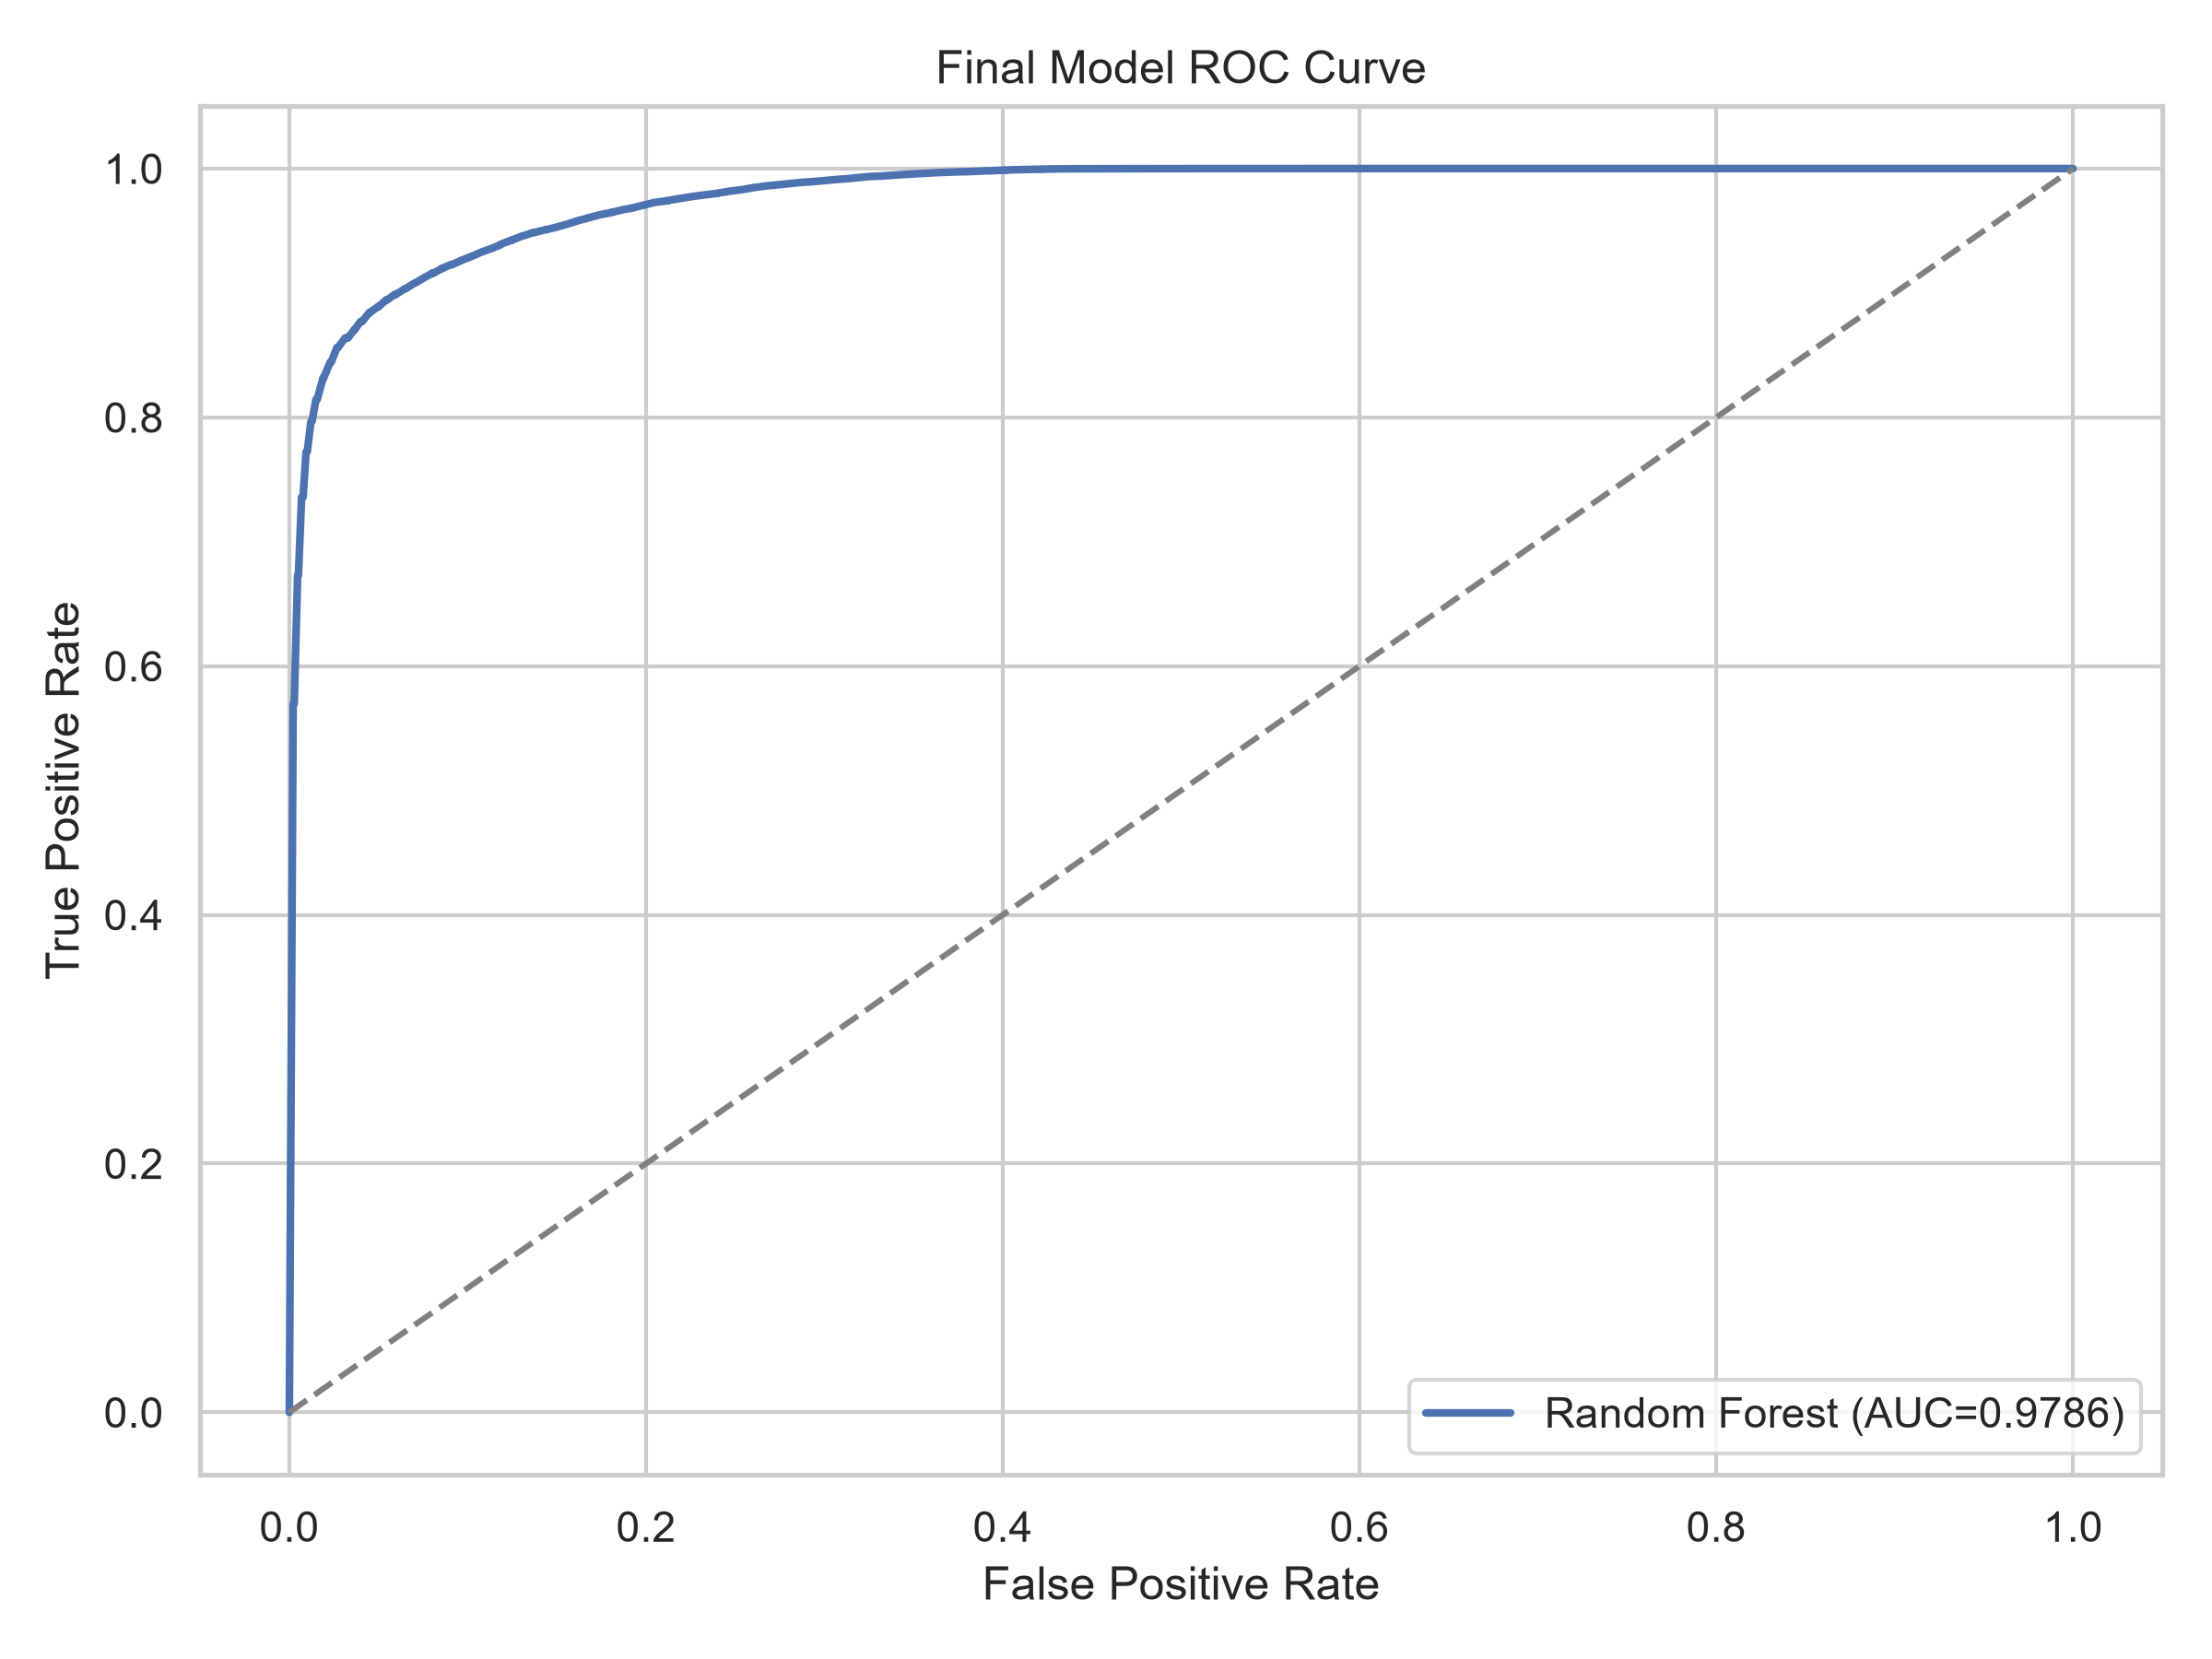 Final Model ROC Curve
1.0
0.8
0.6
0.4
0.2
0.0
True Positive Rate
Random Forest (AUC=0.9786)
0.0 0.2 0.4 0.6 0.8 1.0
False Positive Rate